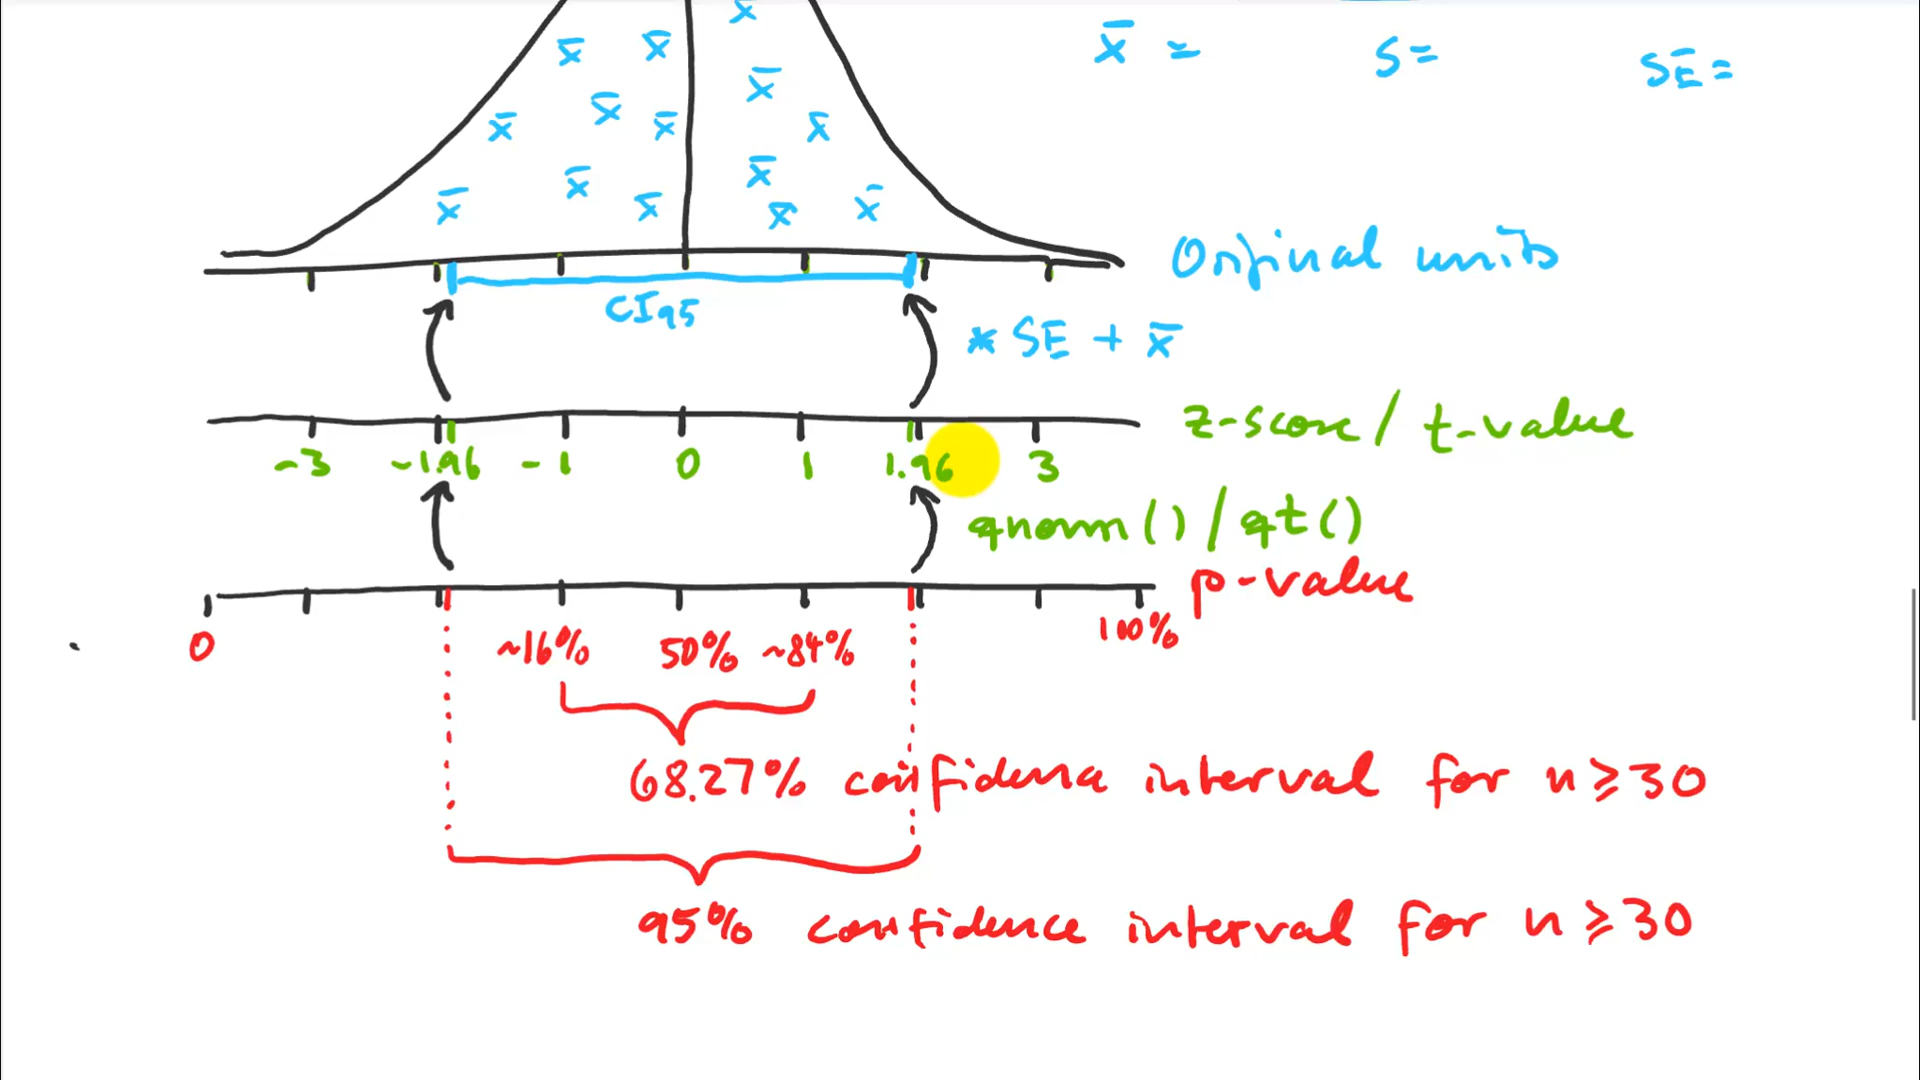 x̄ x̄ x̄ x̄ = S = SE =
x̄ x̄
x̄ x̄ x̄
x̄ x̄ x̄
x̄ x̄ x̄ x̄
Original units
CI95
* SE + x̄
z-score / t-value
-3 -1.96 -1 0 1 1.96 3
qnorm() / qt()
p-value
0 ~16% 50% ~84% 100%
68.27% confidence interval for n ≥ 30
95% confidence interval for n ≥ 30